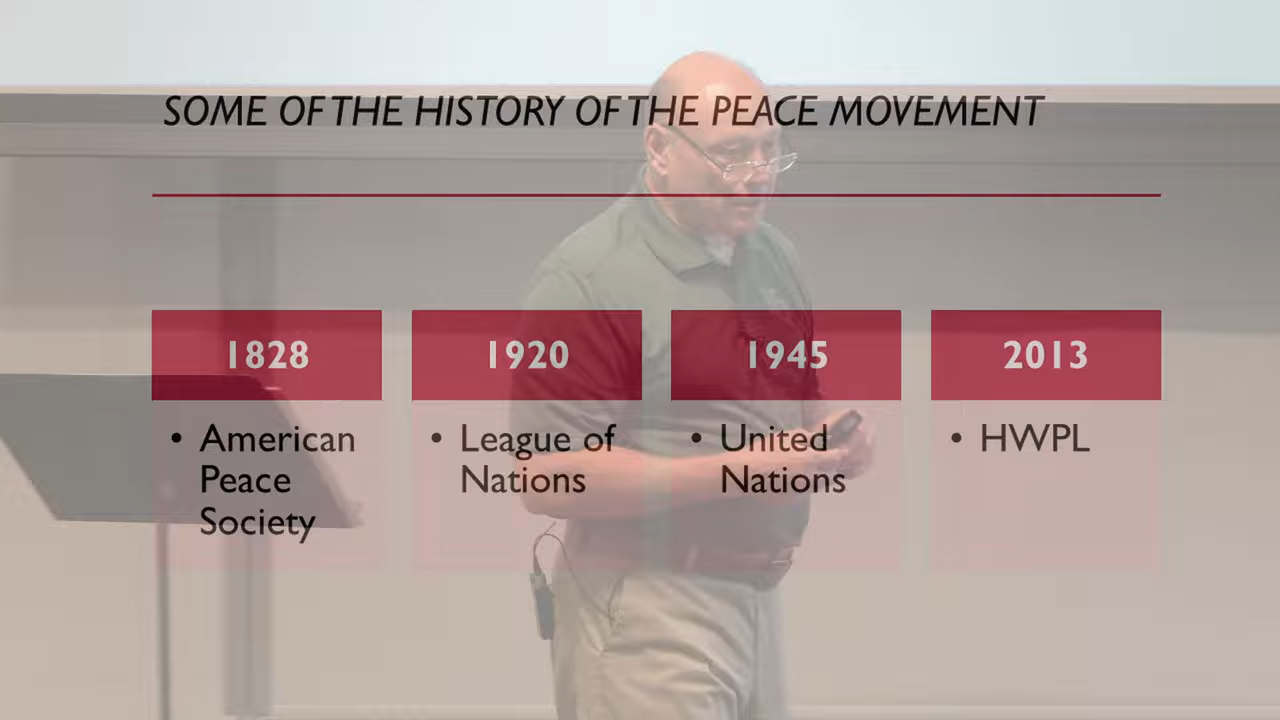 SOME OF THE HISTORY OF THE PEACE MOVEMENT
1828
1920
1945
2013
• American
Peace
Society
• League of
Nations
• United
Nations
• HWPL